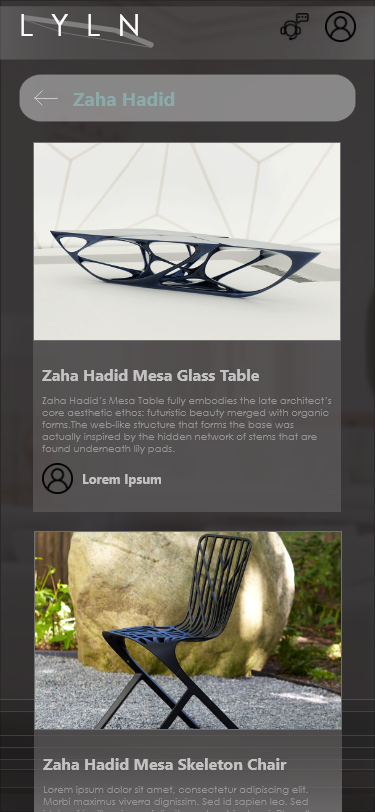 LYLN
Zaha Hadid
Zaha Hadid Mesa Glass Table
Zaha Hadid’s Mesa Table fully embodies the late architect’s
core aesthetic ethos: futuristic beauty merged with organic
forms.The web-like structure that forms the base was
actually inspired by the hidden network of stems that are
found underneath lily pads.
Lorem Ipsum
Zaha Hadid Mesa Skeleton Chair
Lorem ipsum dolor sit amet, consectetur adipiscing elit.
Morbi maximus viverra dignissim. Sed id sapien leo. Sed